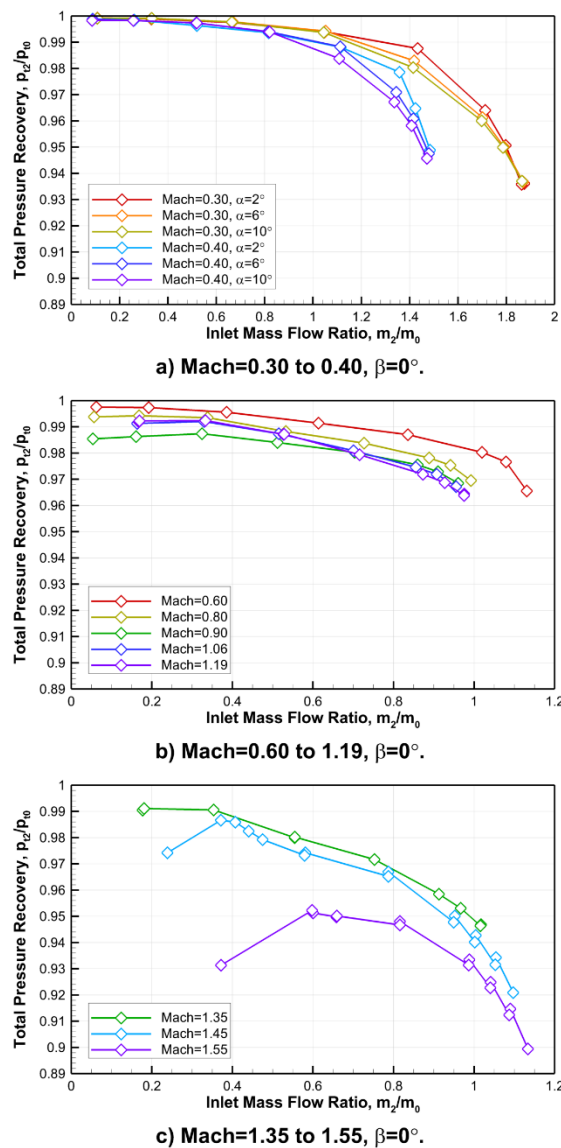 1
0.99
0.98
0.97
0.96
0.95
0.94
0.93
0.92
0.91
0.9
0.89
Total Pressure Recovery, pt2/pt0
Mach=0.30, α=2°
Mach=0.30, α=6°
Mach=0.30, α=10°
Mach=0.40, α=2°
Mach=0.40, α=6°
Mach=0.40, α=10°
0 0.2 0.4 0.6 0.8 1 1.2 1.4 1.6 1.8 2
Inlet Mass Flow Ratio, m2/m0
a) Mach=0.30 to 0.40, β=0°.
1
0.99
0.98
0.97
0.96
0.95
0.94
0.93
0.92
0.91
0.9
0.89
Total Pressure Recovery, pt2/pt0
Mach=0.60
Mach=0.80
Mach=0.90
Mach=1.06
Mach=1.19
0 0.2 0.4 0.6 0.8 1 1.2
Inlet Mass Flow Ratio, m2/m0
b) Mach=0.60 to 1.19, β=0°.
1
0.99
0.98
0.97
0.96
0.95
0.94
0.93
0.92
0.91
0.9
0.89
Total Pressure Recovery, pt2/pt0
Mach=1.35
Mach=1.45
Mach=1.55
0 0.2 0.4 0.6 0.8 1 1.2
Inlet Mass Flow Ratio, m2/m0
c) Mach=1.35 to 1.55, β=0°.